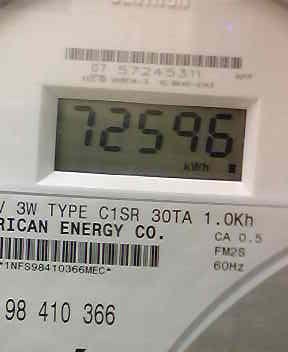 07 57245311
72596
kWh
V 3W TYPE C1SR 30TA 1.0Kh
RICAN ENERGY CO.
CA 0.5
FM2S
60Hz
*1NFS98410366MEC*
98 410 366